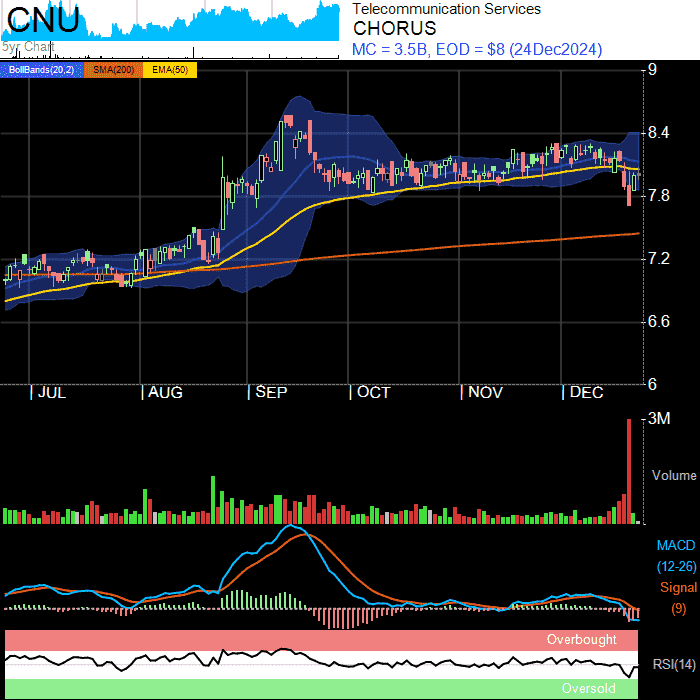 CNU
5yr Chart
Telecommunication Services
CHORUS
MC = 3.5B, EOD = $8 (24Dec2024)
BollBands(20,2) SMA(200) EMA(50)
9
8.4
7.8
7.2
6.6
6
JUL AUG SEP OCT NOV DEC
3M
Volume
MACD
(12-26)
Signal
(9)
Overbought
RSI(14)
Oversold